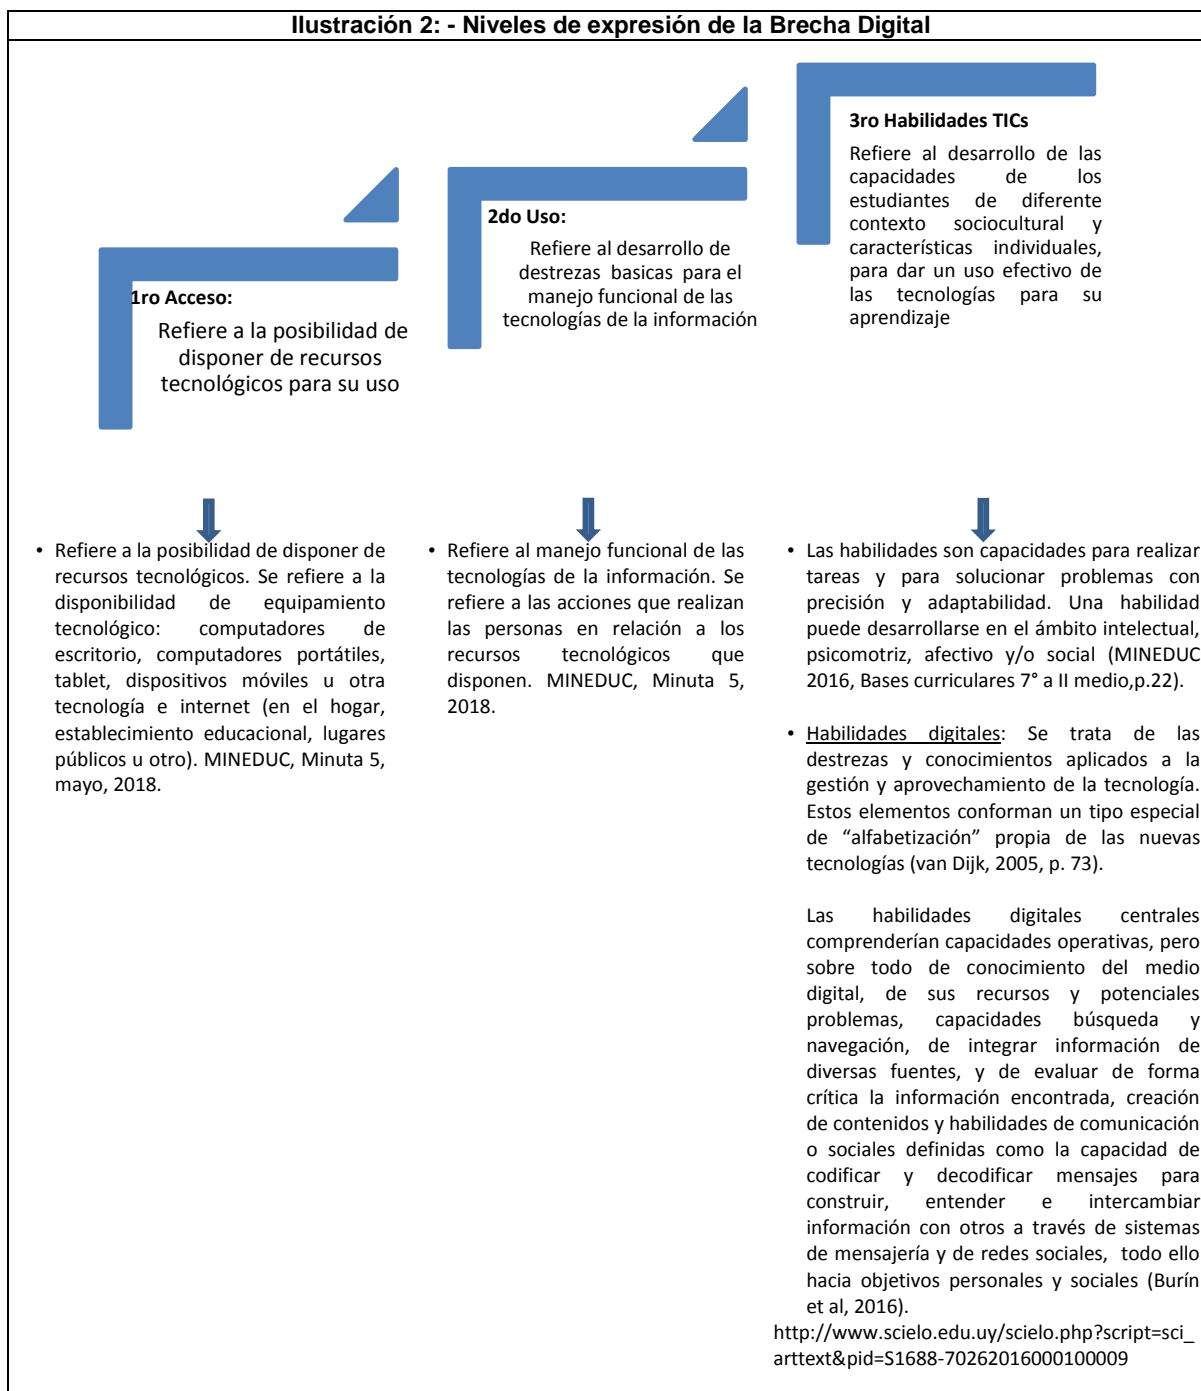 Ilustración 2: - Niveles de expresión de la Brecha Digital
1ro Acceso:
Refiere a la posibilidad de
disponer de recursos
tecnológicos para su uso
2do Uso:
Refiere al desarrollo de
destrezas basicas para el
manejo funcional de las
tecnologías de la información
3ro Habilidades TICs
Refiere al desarrollo de las
capacidades de los
estudiantes de diferente
contexto sociocultural y
características individuales,
para dar un uso efectivo de
las tecnologías para su
aprendizaje
• Refiere a la posibilidad de disponer de
recursos tecnológicos. Se refiere a la
disponibilidad de equipamiento
tecnológico: computadores de
escritorio, computadores portátiles,
tablet, dispositivos móviles u otra
tecnología e internet (en el hogar,
establecimiento educacional, lugares
públicos u otro). MINEDUC, Minuta 5,
mayo, 2018.
• Refiere al manejo funcional de las
tecnologías de la información. Se
refiere a las acciones que realizan
las personas en relación a los
recursos tecnológicos que
disponen. MINEDUC, Minuta 5,
2018.
• Las habilidades son capacidades para realizar
tareas y para solucionar problemas con
precisión y adaptabilidad. Una habilidad
puede desarrollarse en el ámbito intelectual,
psicomotriz, afectivo y/o social (MINEDUC
2016, Bases curriculares 7° a II medio,p.22).
• Habilidades digitales: Se trata de las
destrezas y conocimientos aplicados a la
gestión y aprovechamiento de la tecnología.
Estos elementos conforman un tipo especial
de “alfabetización” propia de las nuevas
tecnologías (van Dijk, 2005, p. 73).
Las habilidades digitales centrales
comprenderían capacidades operativas, pero
sobre todo de conocimiento del medio
digital, de sus recursos y potenciales
problemas, capacidades búsqueda y
navegación, de integrar información de
diversas fuentes, y de evaluar de forma
crítica la información encontrada, creación
de contenidos y habilidades de comunicación
o sociales definidas como la capacidad de
codificar y decodificar mensajes para
construir, entender e intercambiar
información con otros a través de sistemas
de mensajería y de redes sociales, todo ello
hacia objetivos personales y sociales (Burín
et al, 2016).
http://www.scielo.edu.uy/scielo.php?script=sci_
arttext&pid=S1688-70262016000100009